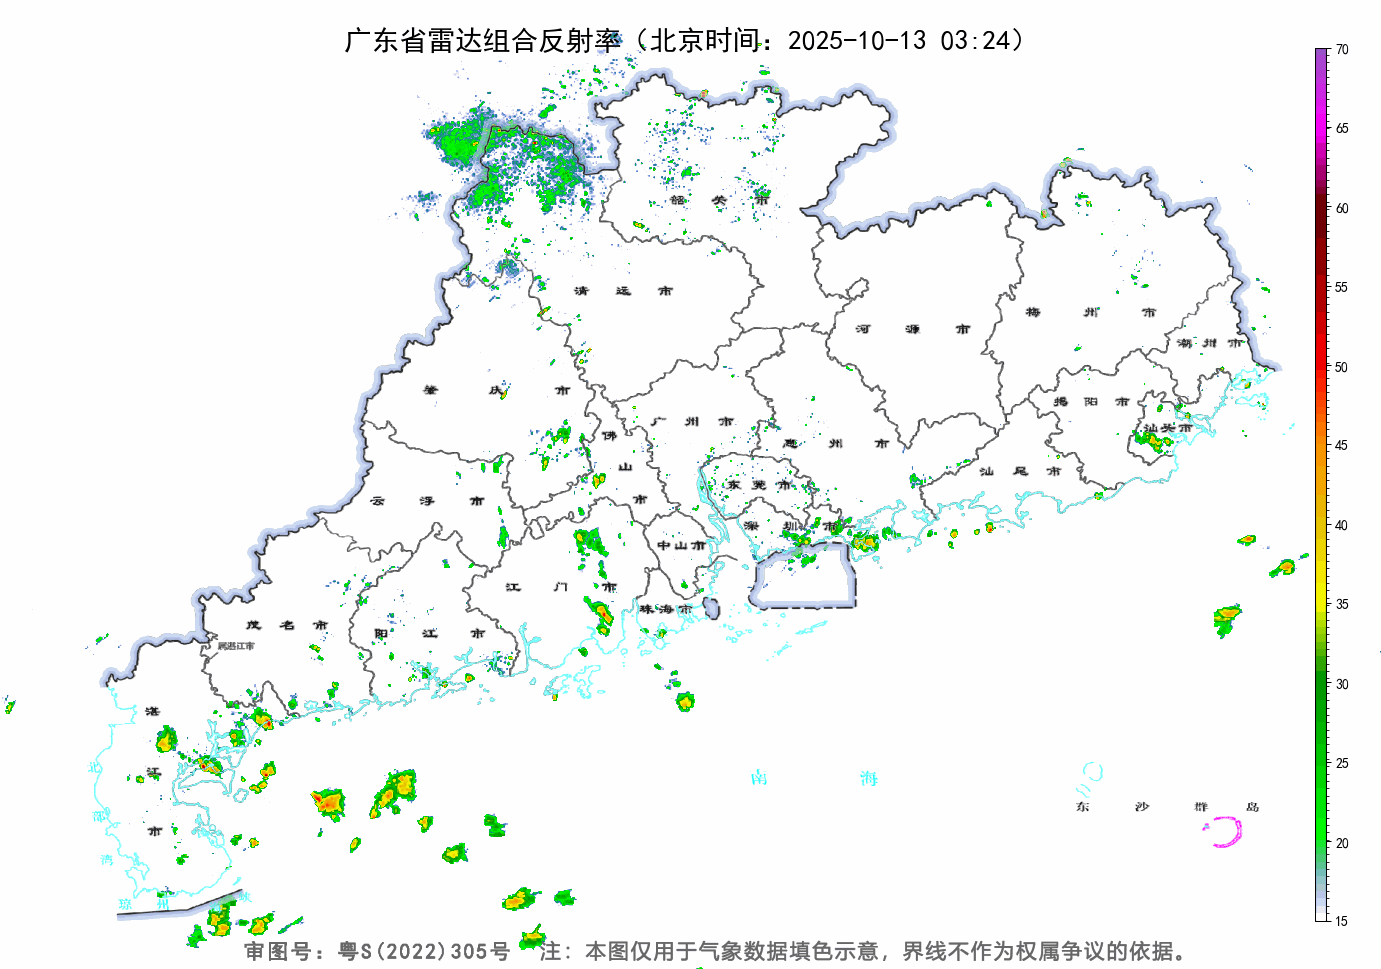 广东省雷达组合反射率（北京时间：2025-10-13 03:24）
70
65
60
55
50
45
40
35
30
25
20
15
韶关市
清远市
河源市
梅州市
潮州市
肇庆市
广州市
佛山市
惠州市
揭阳市
汕头市
汕尾市
云浮市
东莞市
深圳市
中山市
江门市
珠海市
茂名市
属湛江市
阳江市
湛江市
北部湾
琼州海峡
南海
东沙群岛
审图号：粤S(2022)305号 注：本图仅用于气象数据填色示意，界线不作为权属争议的依据。